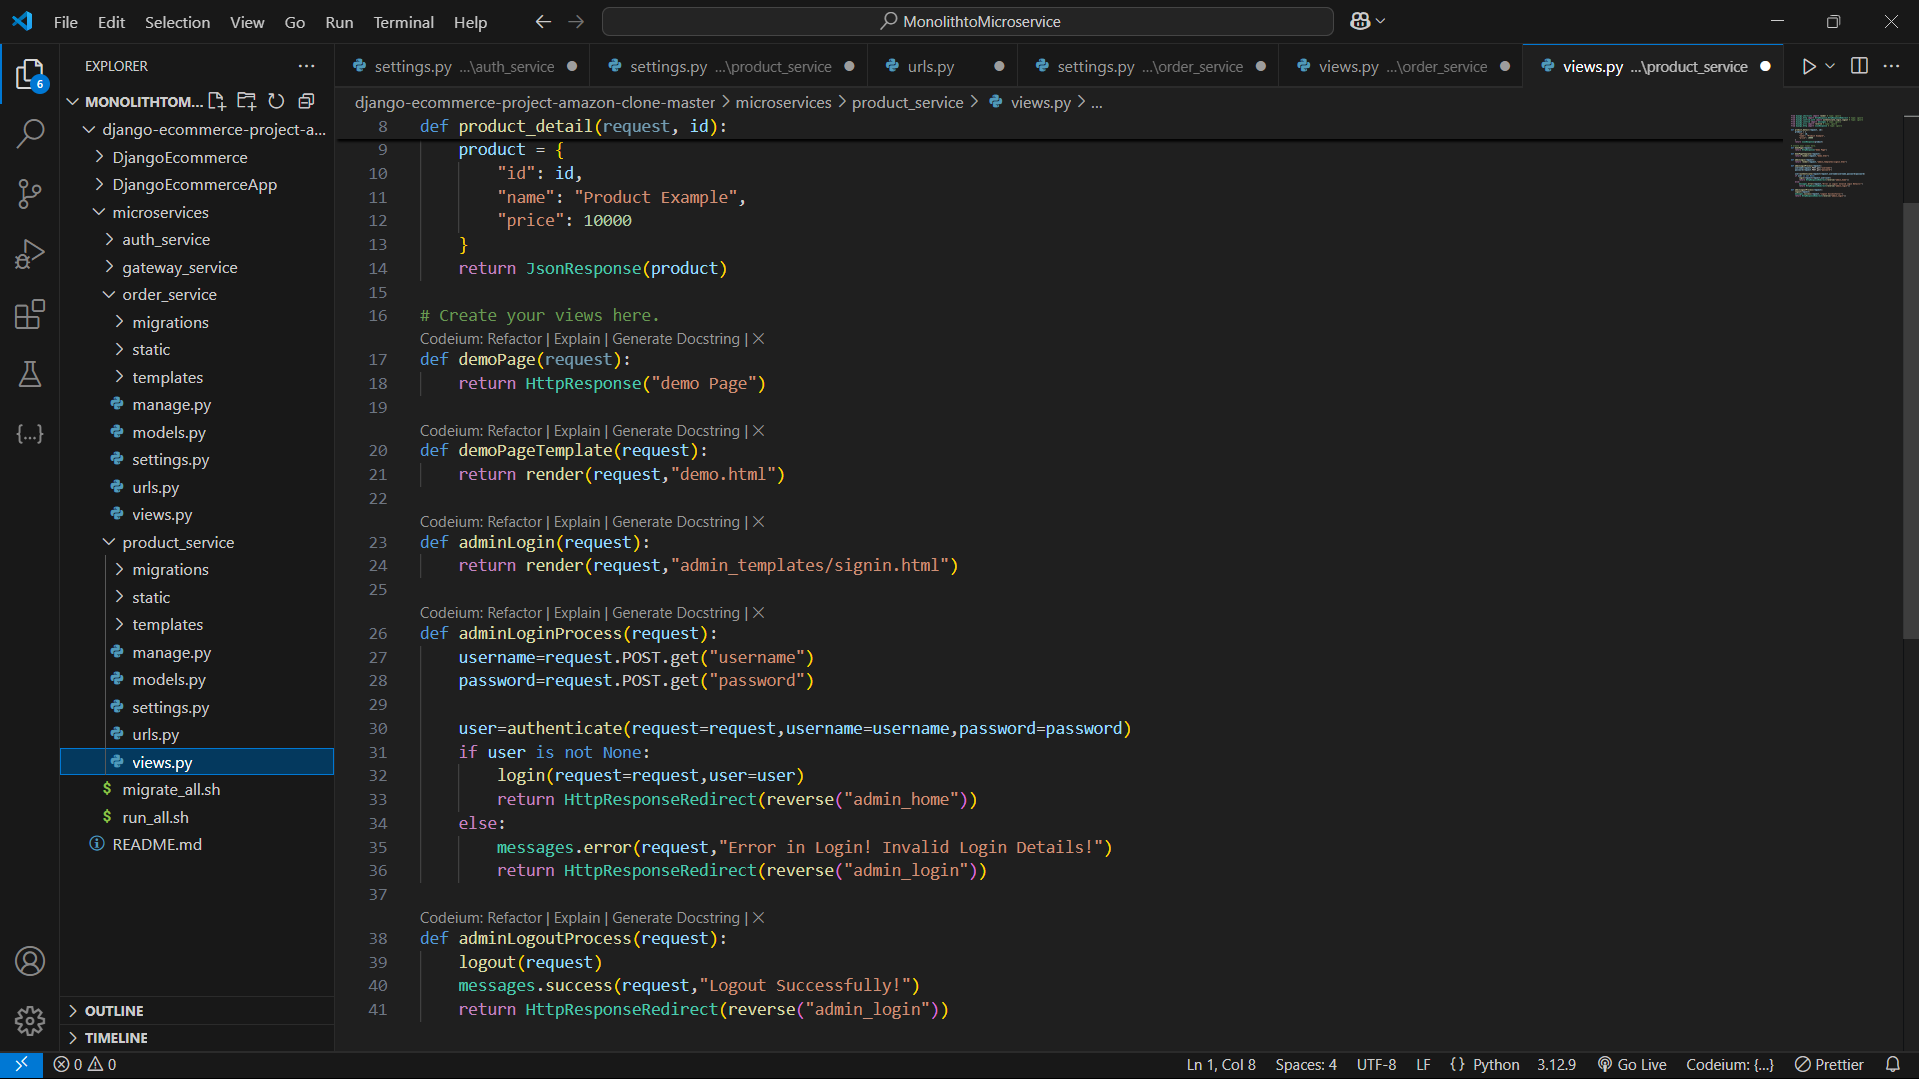 File Edit Selection View Go Run Terminal Help
MonolithtoMicroservice
EXPLORER
settings.py ...\auth_service
settings.py ...\product_service
urls.py
settings.py ...\order_service
views.py ...\order_service
views.py ...\product_service
MONOLITHTOM...
django-ecommerce-project-a...
DjangoEcommerce
DjangoEcommerceApp
microservices
auth_service
gateway_service
order_service
migrations
static
templates
manage.py
models.py
settings.py
urls.py
views.py
product_service
migrations
static
templates
manage.py
models.py
settings.py
urls.py
views.py
$ migrate_all.sh
$ run_all.sh
README.md
OUTLINE
TIMELINE
6
django-ecommerce-project-amazon-clone-master > microservices > product_service > views.py > ...
8 def product_detail(request, id):
9 product = {
10 "id": id,
11 "name": "Product Example",
12 "price": 10000
13 }
14 return JsonResponse(product)
15
16 # Create your views here.
Codeium: Refactor | Explain | Generate Docstring | X
17 def demoPage(request):
18 return HttpResponse("demo Page")
19
Codeium: Refactor | Explain | Generate Docstring | X
20 def demoPageTemplate(request):
21 return render(request,"demo.html")
22
Codeium: Refactor | Explain | Generate Docstring | X
23 def adminLogin(request):
24 return render(request,"admin_templates/signin.html")
25
Codeium: Refactor | Explain | Generate Docstring | X
26 def adminLoginProcess(request):
27 username=request.POST.get("username")
28 password=request.POST.get("password")
29
30 user=authenticate(request=request,username=username,password=password)
31 if user is not None:
32 login(request=request,user=user)
33 return HttpResponseRedirect(reverse("admin_home"))
34 else:
35 messages.error(request,"Error in Login! Invalid Login Details!")
36 return HttpResponseRedirect(reverse("admin_login"))
37
Codeium: Refactor | Explain | Generate Docstring | X
38 def adminLogoutProcess(request):
39 logout(request)
40 messages.success(request,"Logout Successfully!")
41 return HttpResponseRedirect(reverse("admin_login"))
0 0 Ln 1, Col 8 Spaces: 4 UTF-8 LF {} Python 3.12.9 Go Live Codeium: {...} Prettier